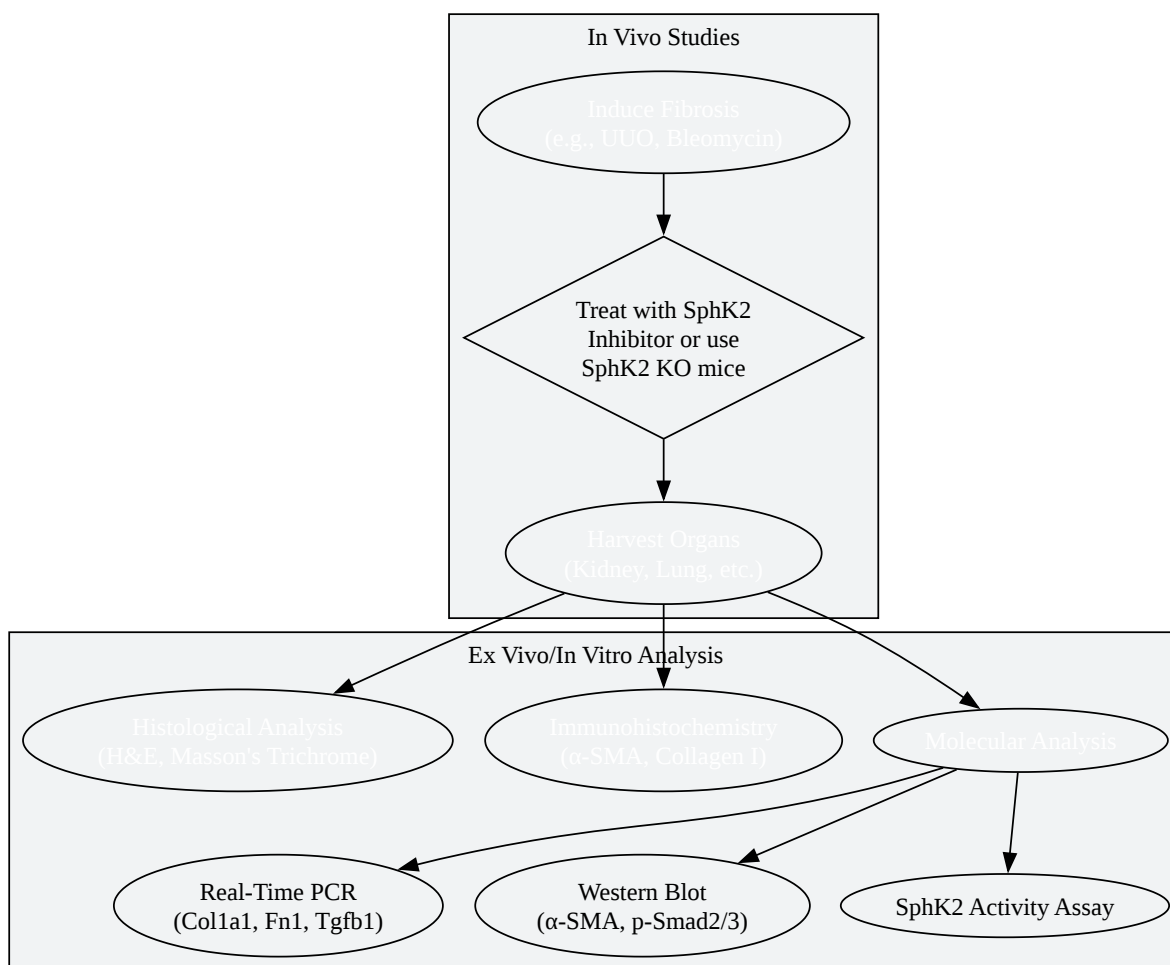 In Vivo Studies
Induce Fibrosis
(e.g., UUO, Bleomycin)
Treat with SphK2
Inhibitor or use
SphK2 KO mice
Harvest Organs
(Kidney, Lung, etc.)
Ex Vivo/In Vitro Analysis
Histological Analysis
(H&E, Masson's Trichrome)
Immunohistochemistry
(α-SMA, Collagen I)
Molecular Analysis
Real-Time PCR
(Col1a1, Fn1, Tgfb1)
Western Blot
(α-SMA, p-Smad2/3)
SphK2 Activity Assay